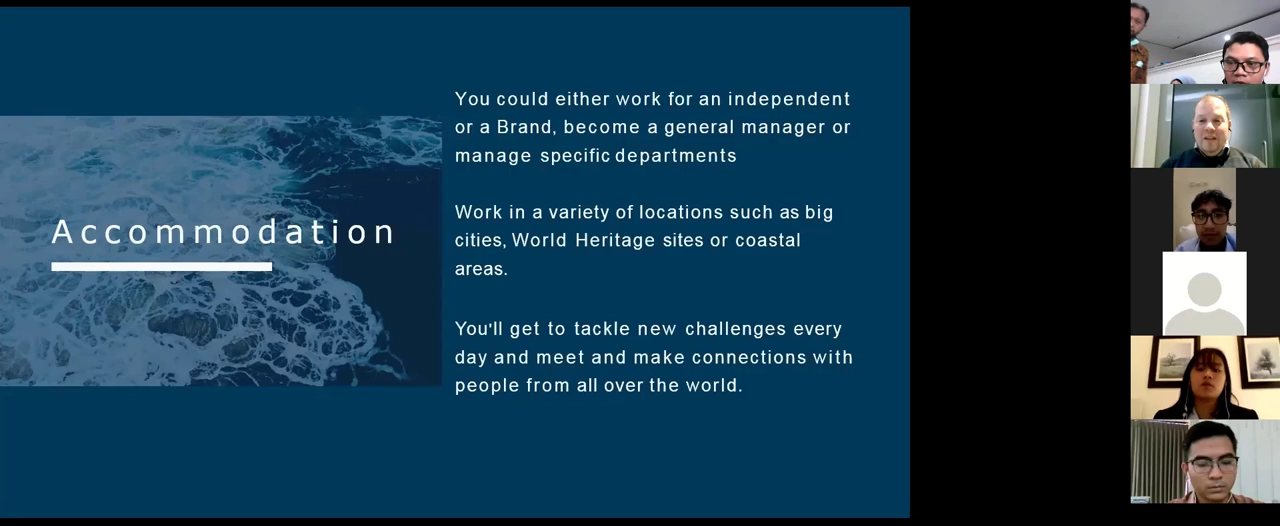 Accommodation
You could either work for an independent
or a Brand, become a general manager or
manage specific departments
Work in a variety of locations such as big
cities, World Heritage sites or coastal
areas.
You'll get to tackle new challenges every
day and meet and make connections with
people from all over the world.